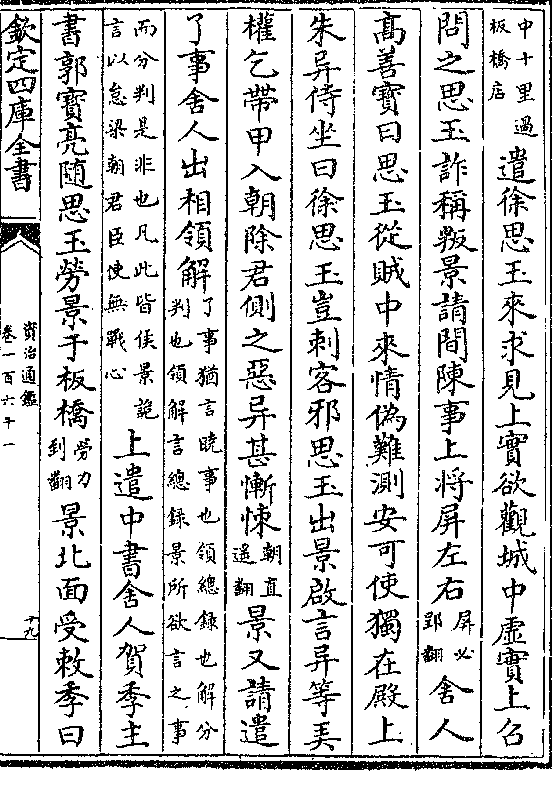 中十里過
板橋店
遣徐思玉來求見上實欲觀城中虛實上召
問之思玉詐稱叛景請間陳事上將屏左右
屏必
郢翻
舍人
高善寶曰思玉從賊中來情偽難測安可使獨在殿上
朱异侍坐曰徐思玉豈刺客邪思玉出景啟言异等弄
權乞帶甲入朝除君側之惡异甚慚悚
朝直
遥翻
景又請遣
了事舍人出相領解
了事猶言曉事也領總録也解分
判也領解言總録景所欲言之事
而分判是非也凡此皆侯景詭
言以怠梁朝君臣使無戰心
上遣中書舍人賀季主
書郭寶亮隨思玉勞景于板橋
勞力
到翻
景北面受敕季曰
欽定四庫全書
資治通鑑
卷一百六十一
十九